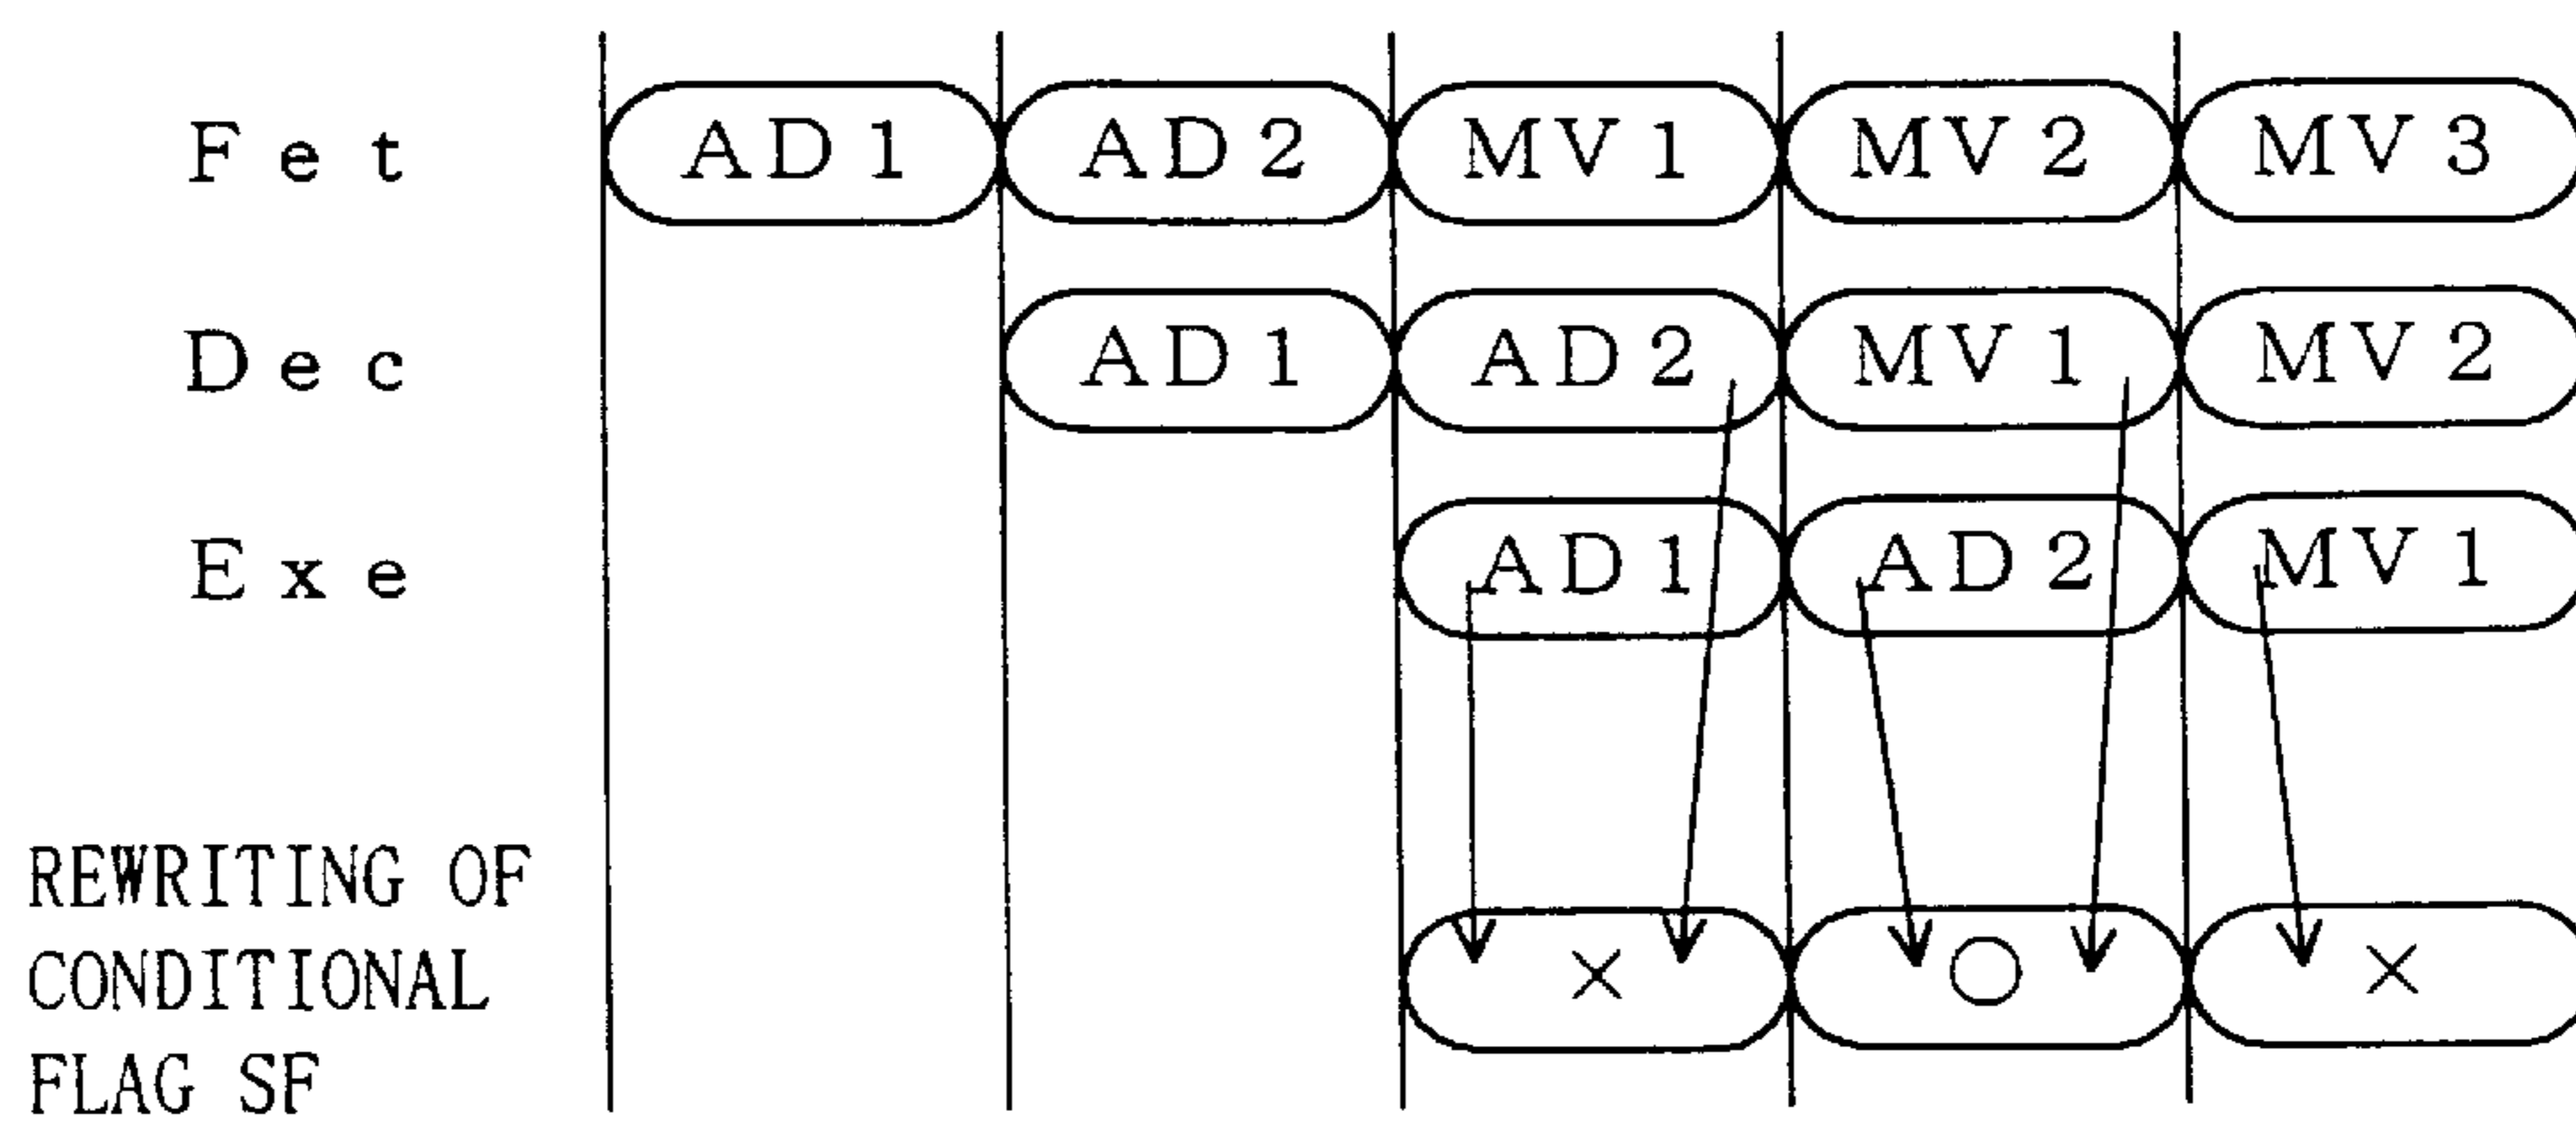 Fet AD1 AD2 MV1 MV2 MV3
Dec AD1 AD2 MV1 MV2
Exe AD1 AD2 MV1
REWRITING OF
CONDITIONAL × ○ ×
FLAG SF